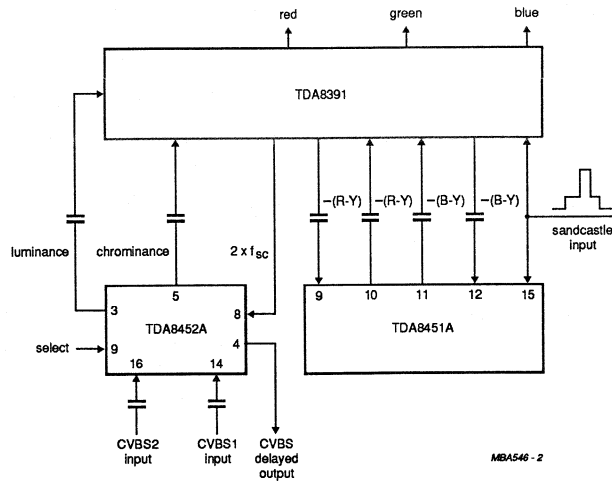 red
green
blue
TDA8391
−(R-Y)
−(R-Y)
−(B-Y)
−(B-Y)
luminance
chrominance
2 x fSC
sandcastle
input
3
5
8
TDA8452A
4
select
9
16
14
9
10
11
12
15
TDA8451A
CVBS2
input
CVBS1
input
CVBS
delayed
output
MBA546 - 2